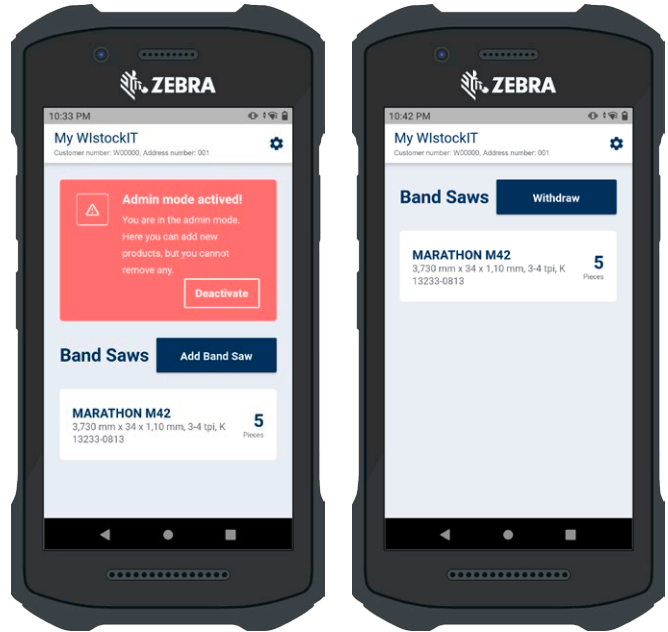 ZEBRA
10:33 PM
My WIstockIT
Customer number: W00000, Address number: 001
Admin mode actived!
You are in the admin mode.
Here you can add new
products, but you cannot
remove any.
Deactivate
Band Saws
Add Band Saw
MARATHON M42
3,730 mm x 34 x 1,10 mm, 3-4 tpi, K
13233-0813
5
Pieces
ZEBRA
10:42 PM
My WIstockIT
Customer number: W00000, Address number: 001
Band Saws
Withdraw
MARATHON M42
3,730 mm x 34 x 1,10 mm, 3-4 tpi, K
13233-0813
5
Pieces